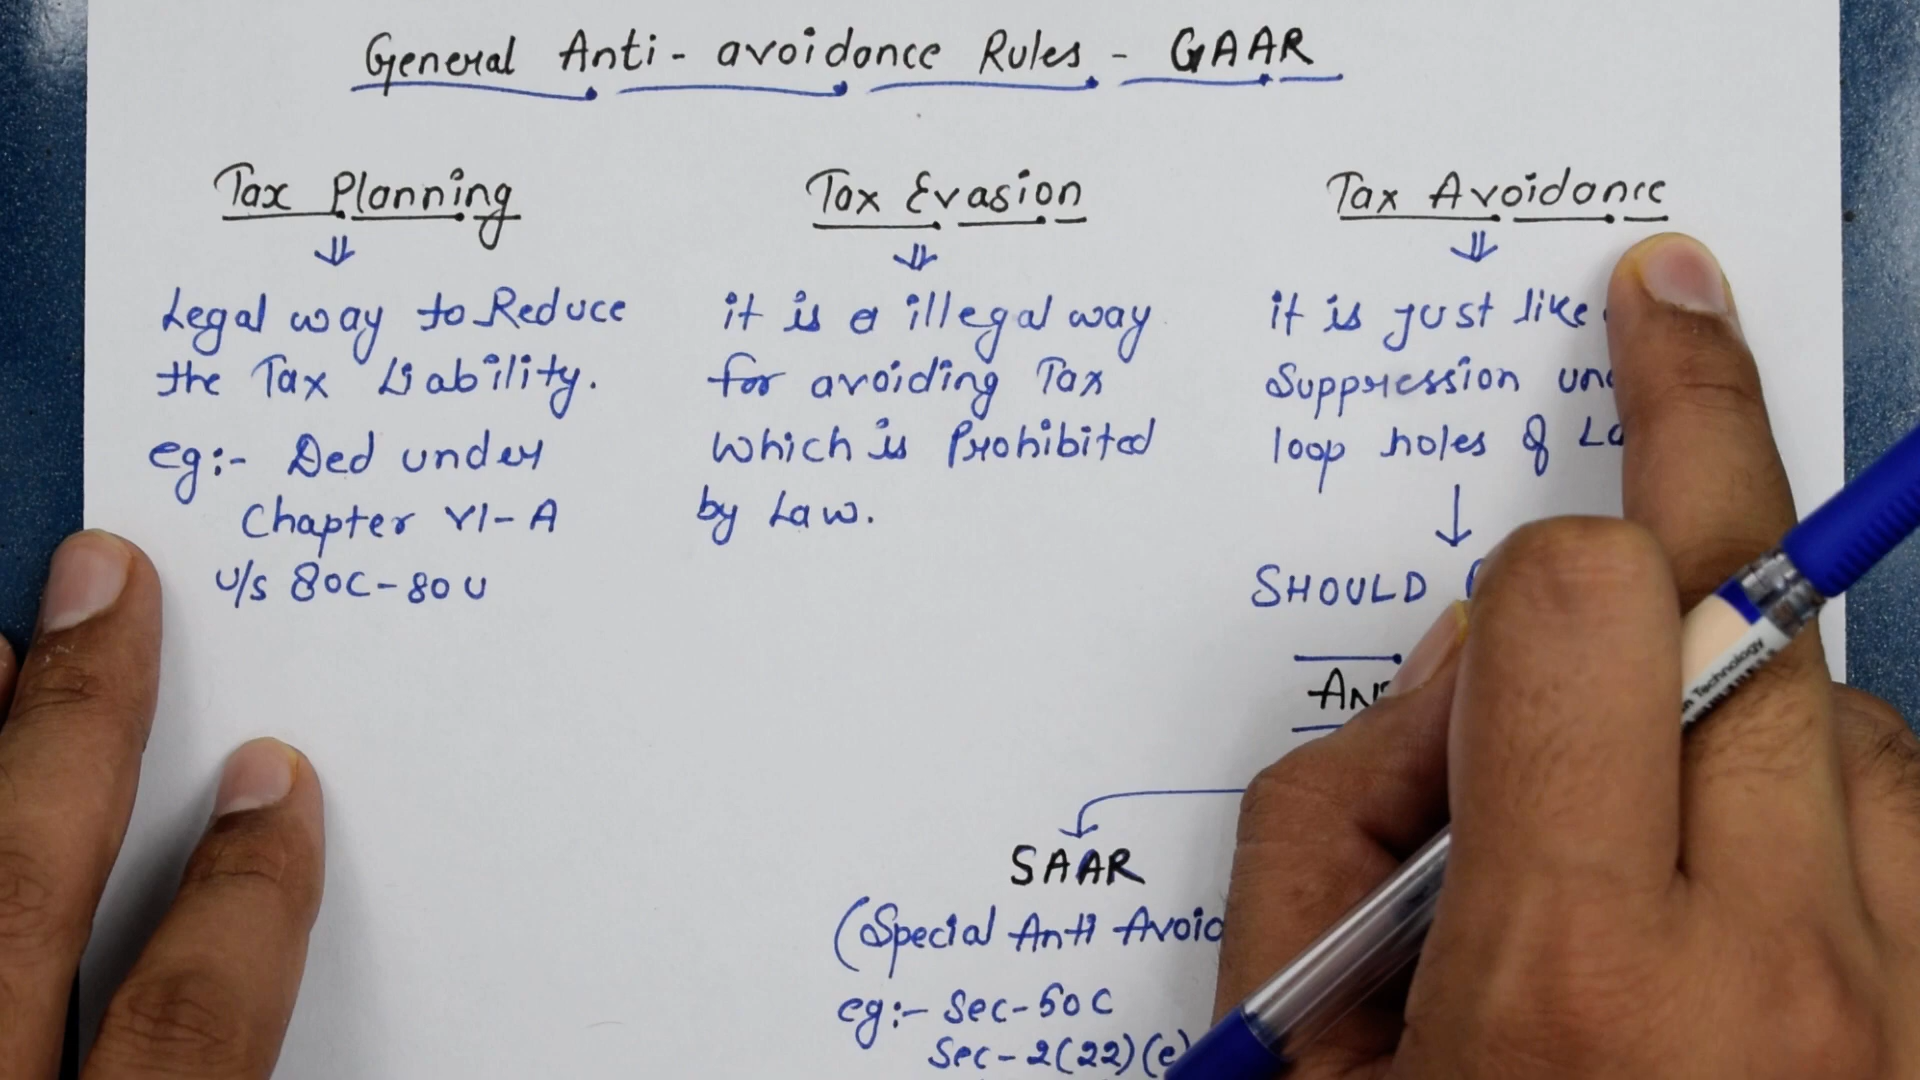 General Anti-avoidance Rules - GAAR
Tax Planning
Legal way to Reduce
the Tax Liability.
eg:- Ded under
Chapter VI-A
U/S 80C-80U
Tax Evasion
it is a illegal way
for avoiding Tax
which is Prohibited
by Law.
Tax Avoidance
it is just like
Suppression
loop holes of
SHOULD
SAAR
(Special Anti
eg:- Sec-50C
Sec-2(22)(e)
Technology